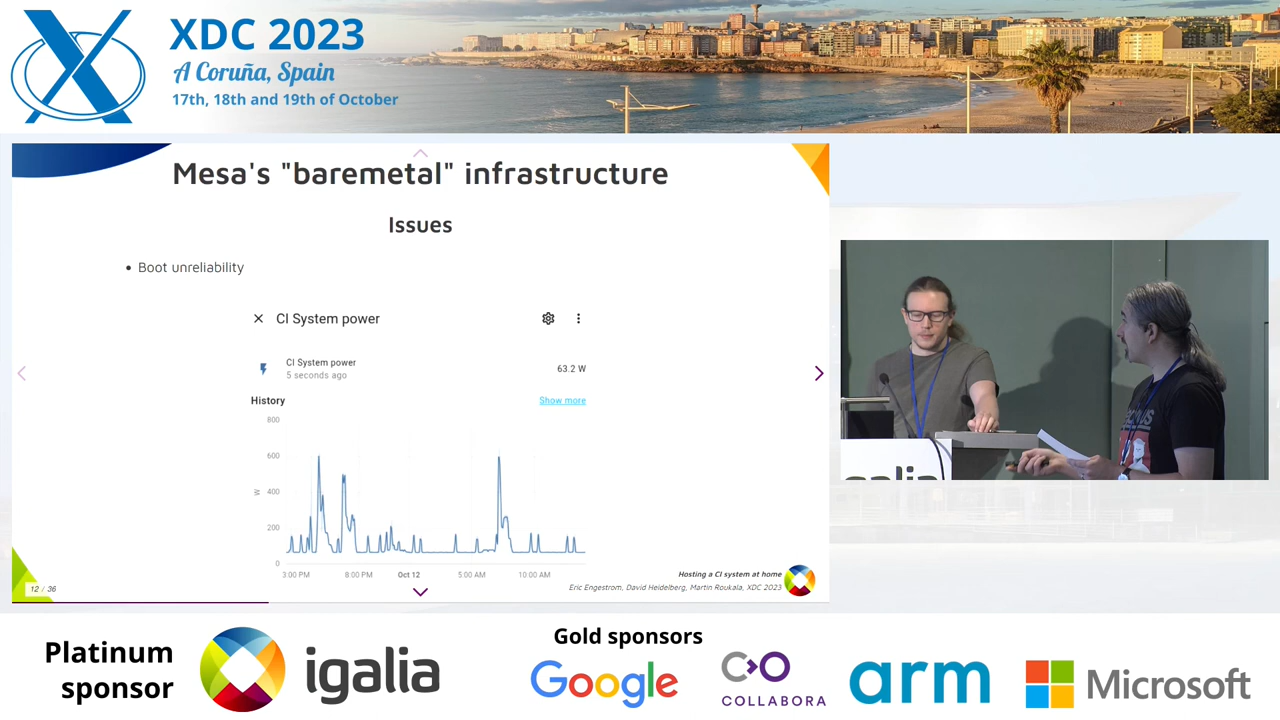 XDC 2023
A Coruña, Spain
17th, 18th and 19th of October
Mesa's "baremetal" infrastructure
Issues
• Boot unreliability
CI System power
CI System power
5 seconds ago
63.2 W
History
Show more
800
600
400
200
0
W
3:00 PM
8:00 PM
Oct 12
5:00 AM
10:00 AM
12 / 36
Hosting a CI system at home
Eric Engestrom, David Heidelberg, Martin Roukala, XDC 2023
igalia
Platinum
sponsor
igalia
Gold sponsors
Google
COLLABORA
arm
Microsoft